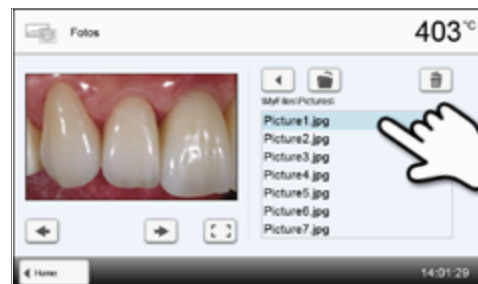 Fotos
403 °C
\MyFiles\Pictures\
Picture1.jpg
Picture2.jpg
Picture3.jpg
Picture4.jpg
Picture5.jpg
Picture6.jpg
Picture7.jpg
Home
14:01:29